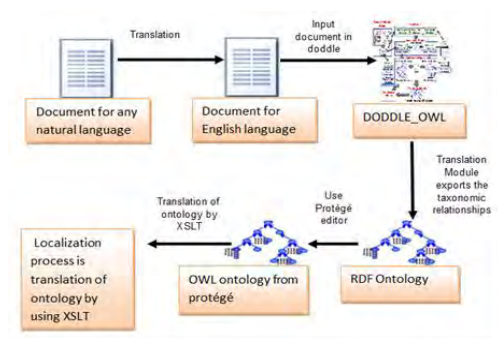 Translation
Input
document in
doddle
Document for any
natural language
Document for
English language
DODDLE_OWL
Translation
Module
exports the
taxonomic
relationships
Use
Protégé
editor
Translation of
ontology by
XSLT
RDF Ontology
OWL ontology from
protégé
Localization
process is
translation of
ontology by
using XSLT